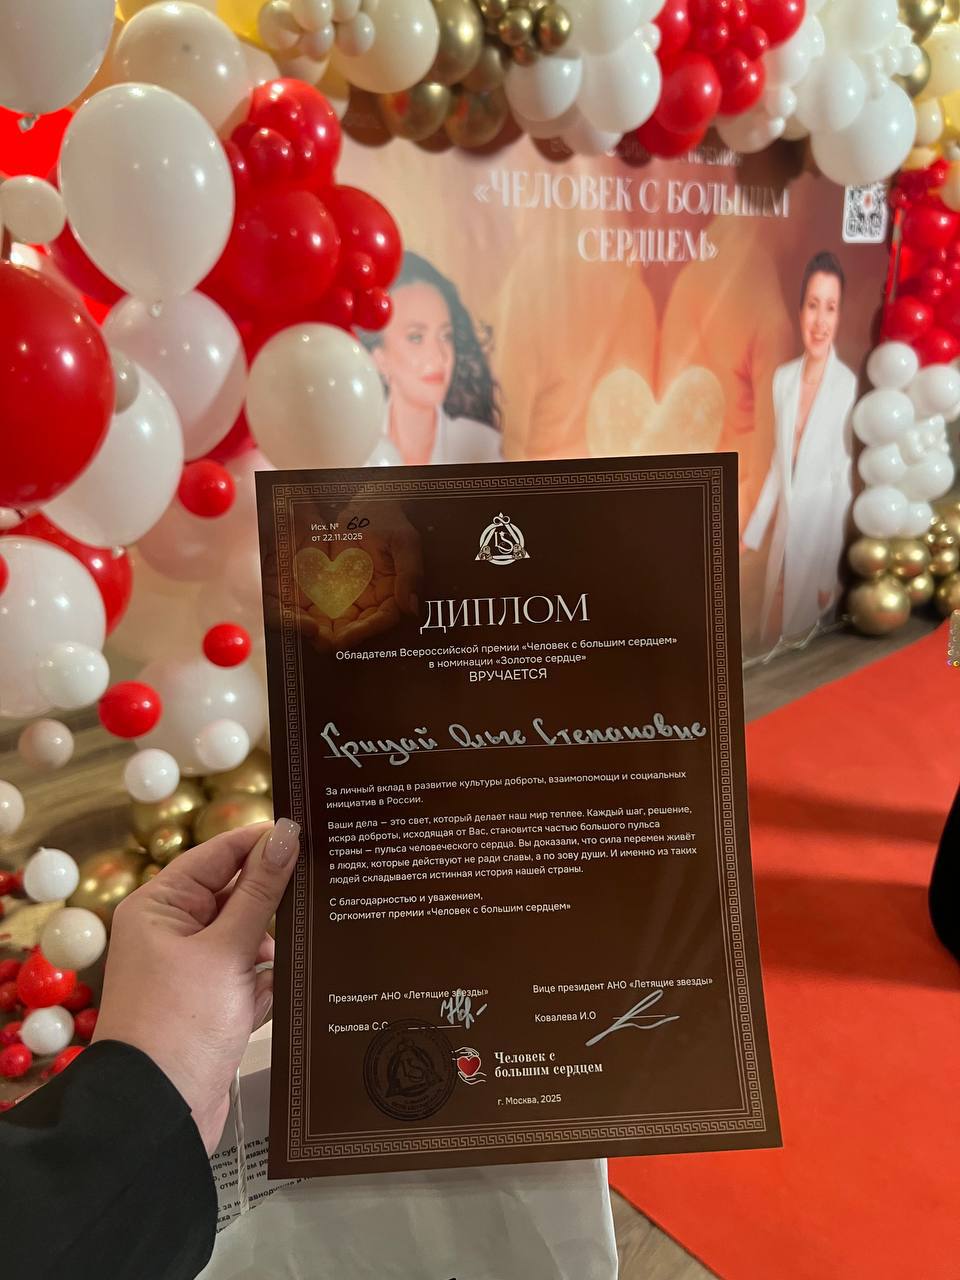 «ЧЕЛОВЕК С БОЛЬШИМ
СЕРДЦЕМ»
Исх. № 60
от 22.11.2025
ДИПЛОМ
Обладателя Всероссийской премии «Человек с большим сердцем»
в номинации «Золотое сердце»
ВРУЧАЕТСЯ
Грицай Ольге Степановне
За личный вклад в развитие культуры доброты, взаимопомощи и социальных
инициатив в России.
Ваши дела – это свет, который делает наш мир теплее. Каждый шаг, решение,
искра доброты, исходящая от Вас, становится частью большого пульса
страны – пульса человеческого сердца. Вы доказали, что сила перемен живёт
в людях, которые действуют не ради славы, а по зову души. И именно из таких
людей складывается истинная история нашей страны.
С благодарностью и уважением,
Оргкомитет премии «Человек с большим сердцем»
Президент АНО «Летящие звезды»
Крылова С.С
Вице президент АНО «Летящие звезды»
Ковалева И.О
Человек с
большим сердцем
г. Москва, 2025